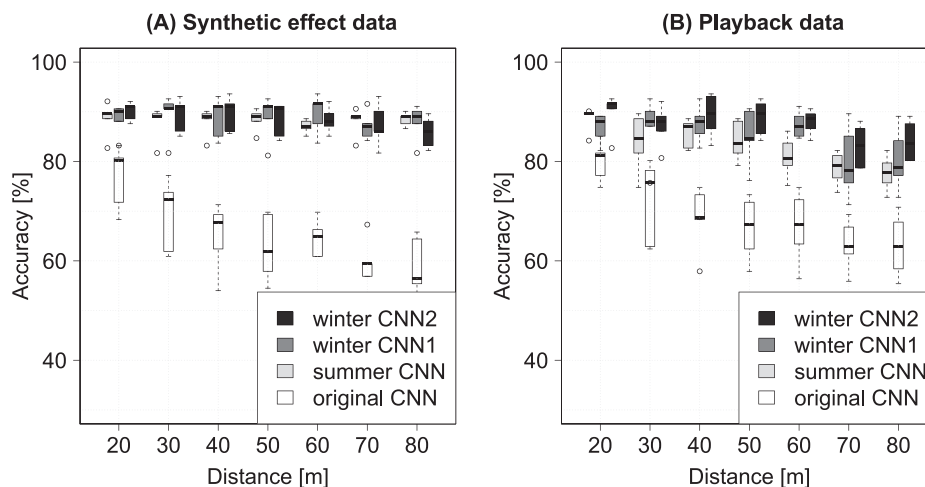 (A) Synthetic effect data
Accuracy [%]
100
80
60
40
winter CNN2
winter CNN1
summer CNN
original CNN
20 30 40 50 60 70 80
Distance [m]
(B) Playback data
Accuracy [%]
100
80
60
40
winter CNN2
winter CNN1
summer CNN
original CNN
20 30 40 50 60 70 80
Distance [m]